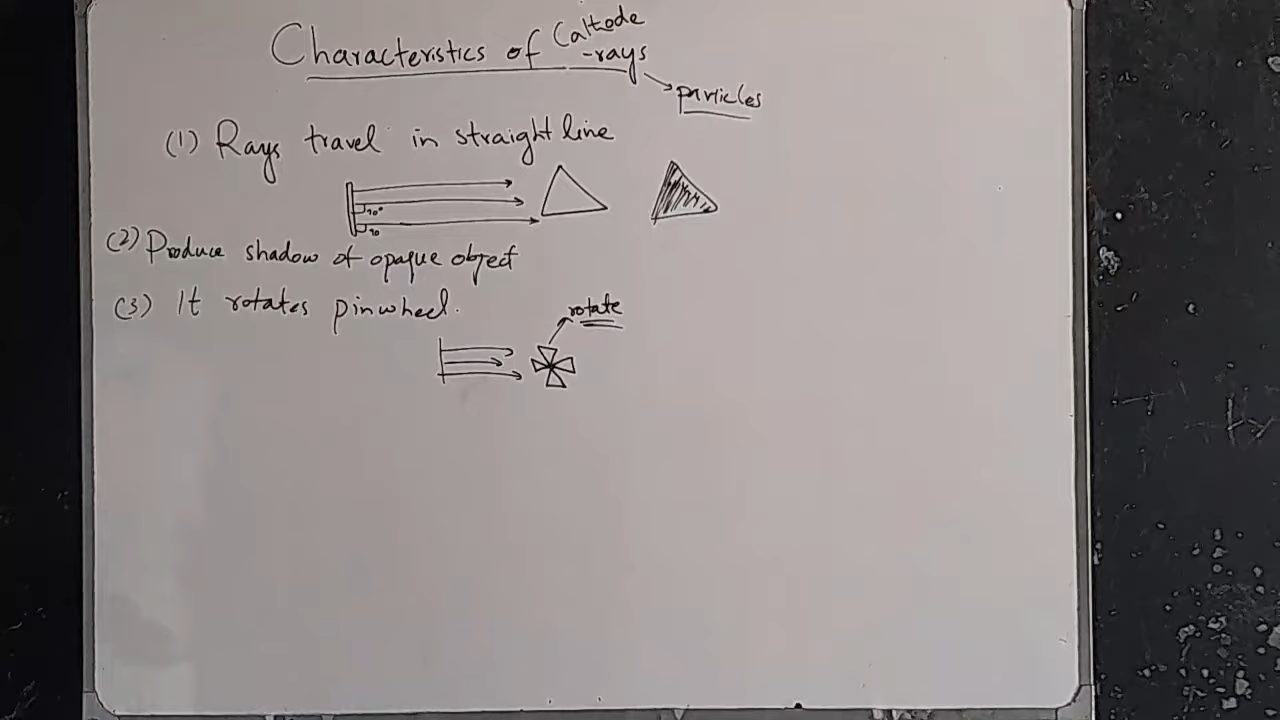 Characteristics of Cathode
-rays
particles
(1) Rays travel in straight line
90°
90
(2) Produce shadow of opaque object
(3) It rotates pinwheel.
rotate